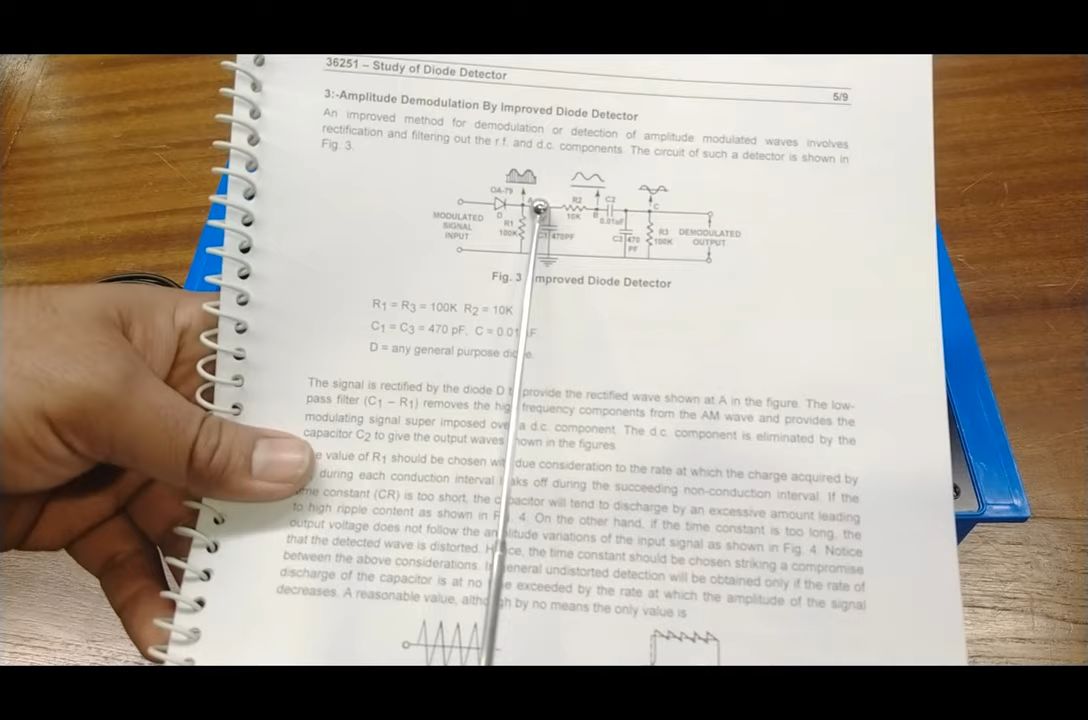 36251 – Study of Diode Detector
5/9
3:-Amplitude Demodulation By Improved Diode Detector
An improved method for demodulation or detection of amplitude modulated waves involves
rectification and filtering out the r.f. and d.c. components. The circuit of such a detector is shown in
Fig. 3.
OA-79
D
R1
100K
C1 470PF
R2
10K
B
C2
0.01uF
C3 470
PF
C
R3
100K
MODULATED
SIGNAL
INPUT
DEMODULATED
OUTPUT
Fig. 3 mproved Diode Detector
R1 = R3 = 100K R2 = 10K
C1 = C3 = 470 pF, C = 0.01 F
D = any general purpose di e.
The signal is rectified by the diode D t provide the rectified wave shown at A in the figure. The low-
pass filter (C1 – R1) removes the hig frequency components from the AM wave and provides the
modulating signal super imposed ove a d.c. component. The d.c. component is eliminated by the
capacitor C2 to give the output waves hown in the figures
e value of R1 should be chosen wit due consideration to the rate at which the charge acquired by
during each conduction interval aks off during the succeeding non-conduction interval. If the
me constant (CR) is too short, the c pacitor will tend to discharge by an excessive amount leading
to high ripple content as shown in F . 4. On the other hand, if the time constant is too long, the
output voltage does not follow the am litude variations of the input signal as shown in Fig. 4. Notice
that the detected wave is distorted. H ce, the time constant should be chosen striking a compromise
between the above considerations. I general undistorted detection will be obtained only if the rate of
discharge of the capacitor is at no e exceeded by the rate at which the amplitude of the signal
decreases. A reasonable value, altho gh by no means the only value is